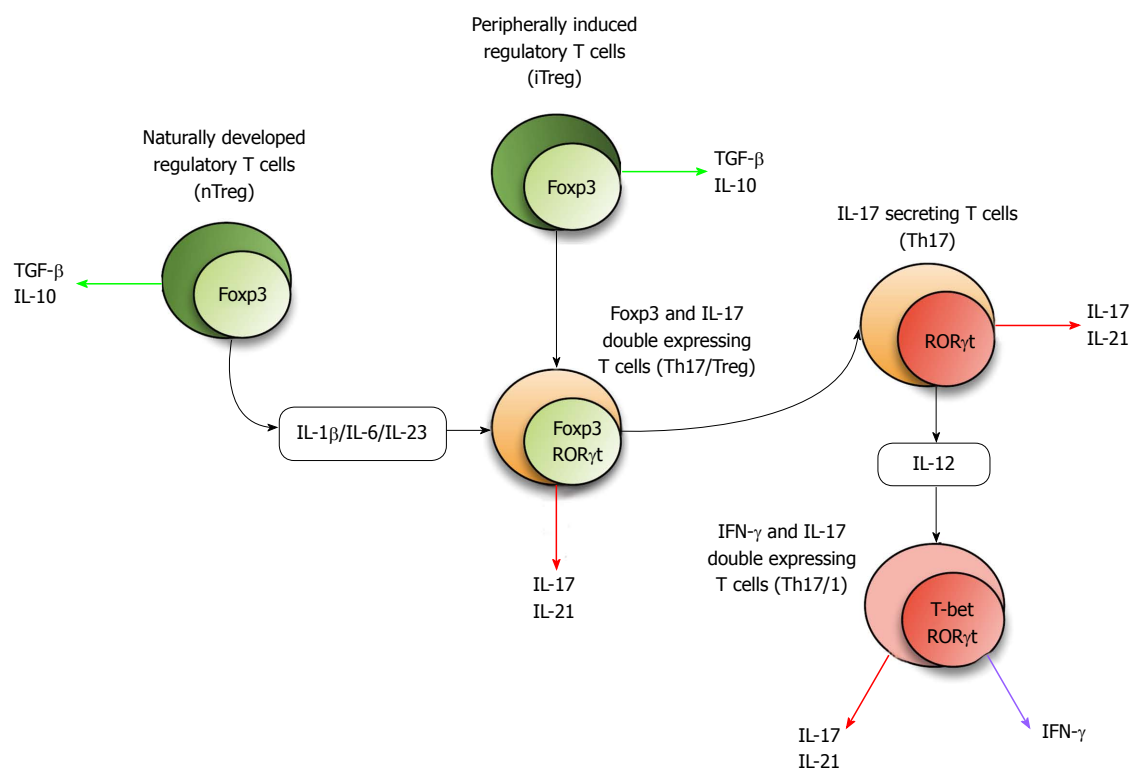 Peripherally induced
regulatory T cells
(iTreg)
Naturally developed
regulatory T cells
(nTreg)
Foxp3
TGF-β
IL-10
IL-17 secreting T cells
(Th17)
TGF-β
IL-10
Foxp3
Foxp3 and IL-17
double expressing
T cells (Th17/Treg)
RORγt
IL-17
IL-21
IL-1β/IL-6/IL-23
Foxp3
RORγt
IL-12
IFN-γ and IL-17
double expressing
T cells (Th17/1)
IL-17
IL-21
T-bet
RORγt
IL-17
IL-21
IFN-γ